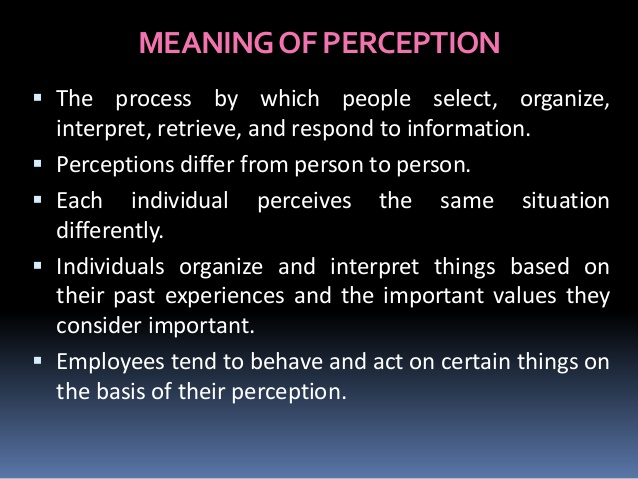 MEANING OF PERCEPTION
▪ The process by which people select, organize,
interpret, retrieve, and respond to information.
▪ Perceptions differ from person to person.
▪ Each individual perceives the same situation
differently.
▪ Individuals organize and interpret things based on
their past experiences and the important values they
consider important.
▪ Employees tend to behave and act on certain things on
the basis of their perception.